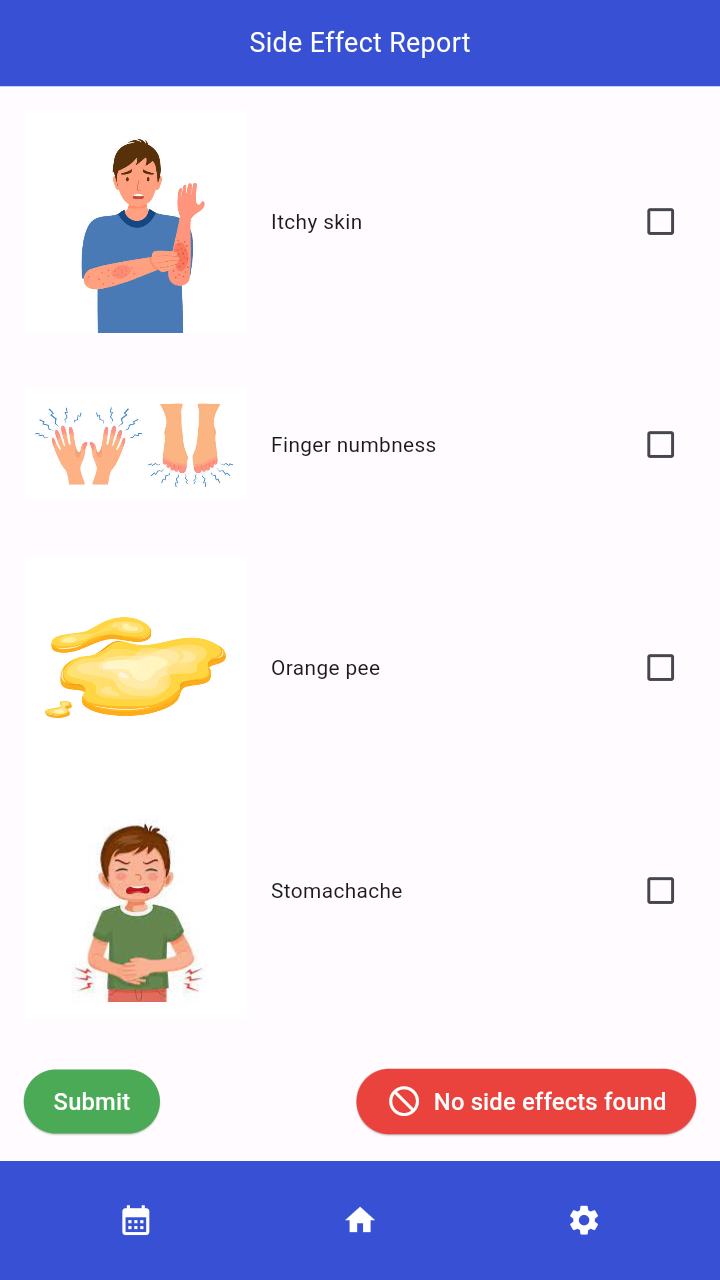 Side Effect Report
Itchy skin
Finger numbness
Orange pee
Stomachache
Submit
No side effects found